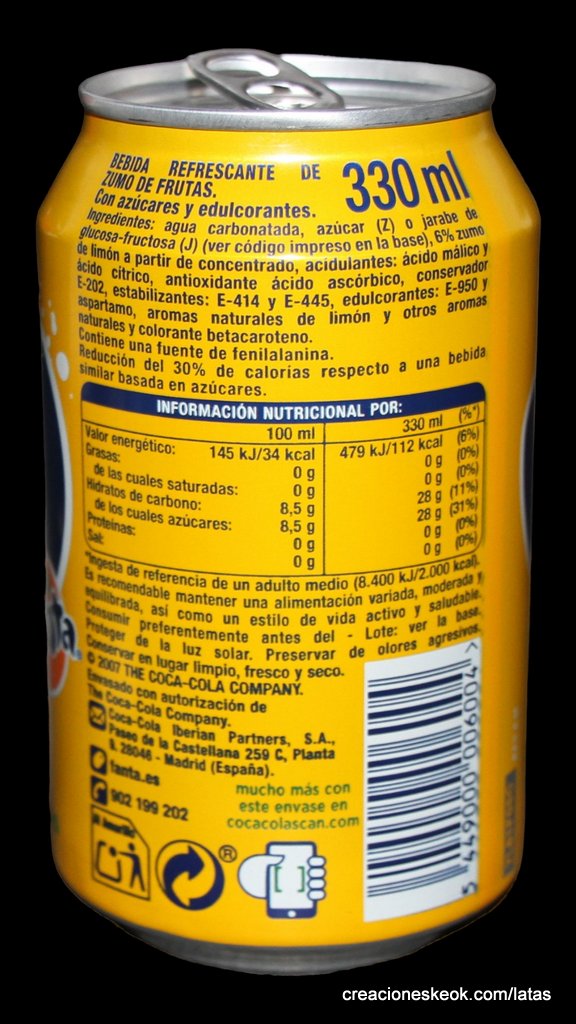 BEBIDA REFRESCANTE DE
ZUMO DE FRUTAS.
330 ml
Con azúcares y edulcorantes.
Ingredientes: agua carbonatada, azúcar (Z) o jarabe de
glucosa-fructosa (J) (ver código impreso en la base), 6% zumo
de limón a partir de concentrado, acidulantes: ácido málico y
ácido cítrico, antioxidante ácido ascórbico, conservador
E-202, estabilizantes: E-414 y E-445, edulcorantes: E-950 y
aspartamo, aromas naturales de limón y otros aromas
naturales y colorante betacaroteno.
Contiene una fuente de fenilalanina.
Reducción del 30% de calorías respecto a una bebida
similar basada en azúcares.
INFORMACIÓN NUTRICIONAL POR:
100 ml 330 ml (%*)
Valor energético: 145 kJ/34 kcal 479 kJ/112 kcal (6%)
Grasas: 0 g 0 g (0%)
de las cuales saturadas: 0 g 0 g (0%)
Hidratos de carbono: 8,5 g 28 g (11%)
de los cuales azúcares: 8,5 g 28 g (31%)
Proteínas: 0 g 0 g (0%)
Sal: 0 g 0 g (0%)
*Ingesta de referencia de un adulto medio (8.400 kJ/2.000 kcal).
Es recomendable mantener una alimentación variada, moderada y
equilibrada, así como un estilo de vida activo y saludable.
Consumir preferentemente antes del - Lote: ver la base.
Proteger de la luz solar. Preservar de olores agresivos.
Conservar en lugar limpio, fresco y seco.
© 2007 THE COCA-COLA COMPANY.
Envasado con autorización de
The Coca-Cola Company.
Coca-Cola Iberian Partners, S.A.,
Paseo de la Castellana 259 C, Planta
9. 28046 - Madrid (España).
fanta.es
902 199 202
mucho más con
este envase en
cocacolascan.com
Al Amarillo
®
5 449000 006004 >
creacioneskeok.com/latas